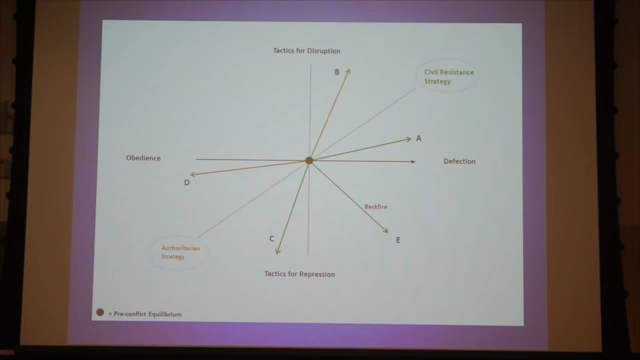 Tactics for Disruption
B
Civil Resistance
Strategy
A
Obedience
Defection
D
Backfire
C
E
Authoritarian
Strategy
Tactics for Repression
= Pre-conflict Equilibrium